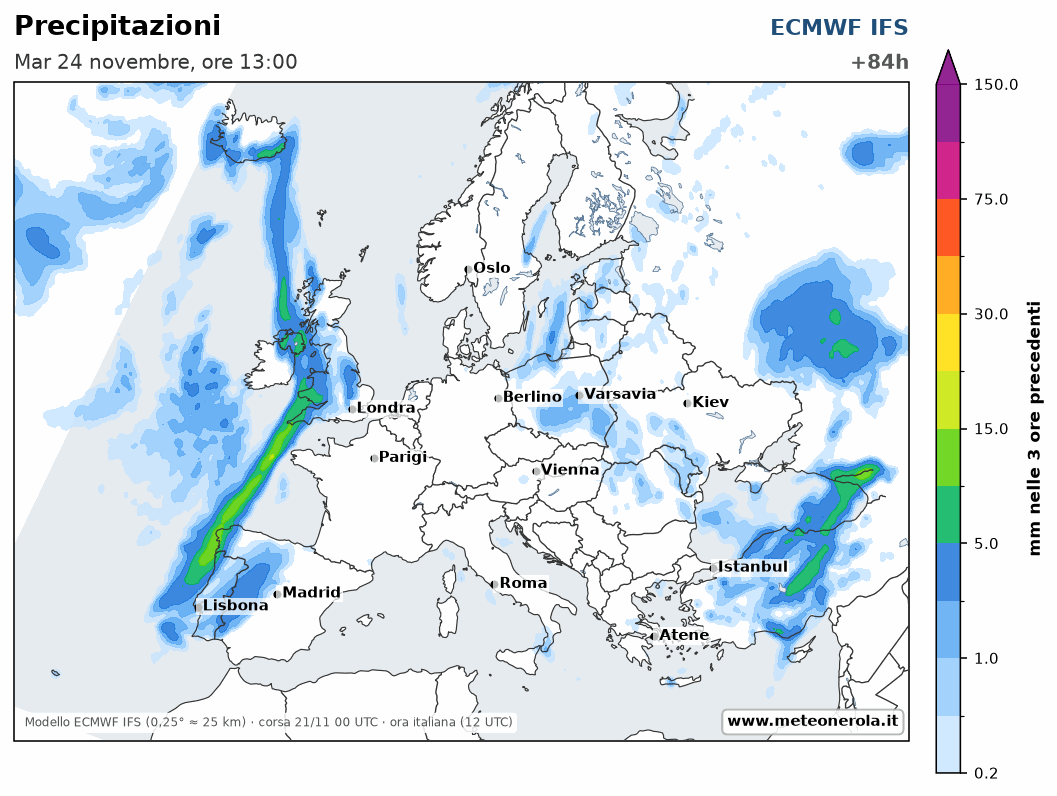 Precipitazioni
ECMWF IFS
Mar 24 novembre, ore 13:00
+84h
150.0
75.0
30.0
15.0
5.0
1.0
0.2
mm nelle 3 ore precedenti
Oslo
Berlino
Varsavia
Kiev
Londra
Parigi
Vienna
Istanbul
Roma
Madrid
Lisbona
Atene
Modello ECMWF IFS (0,25° ≈ 25 km) · corsa 21/11 00 UTC · ora italiana (12 UTC)
www.meteonerola.it